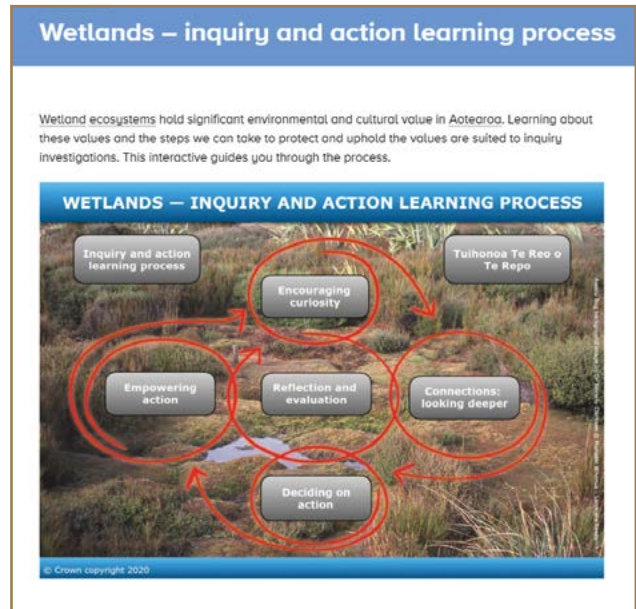 Wetlands – inquiry and action learning process
Wetland ecosystems hold significant environmental and cultural value in Aotearoa. Learning about
these values and the steps we can take to protect and uphold the values are suited to inquiry
investigations. This interactive guides you through the process.
WETLANDS — INQUIRY AND ACTION LEARNING PROCESS
Inquiry and action
learning process
Tuihonoa Te Reo o
Te Repo
Encouraging
curiosity
Empowering
action
Reflection and
evaluation
Connections:
looking deeper
Deciding on
action
© Crown copyright 2020